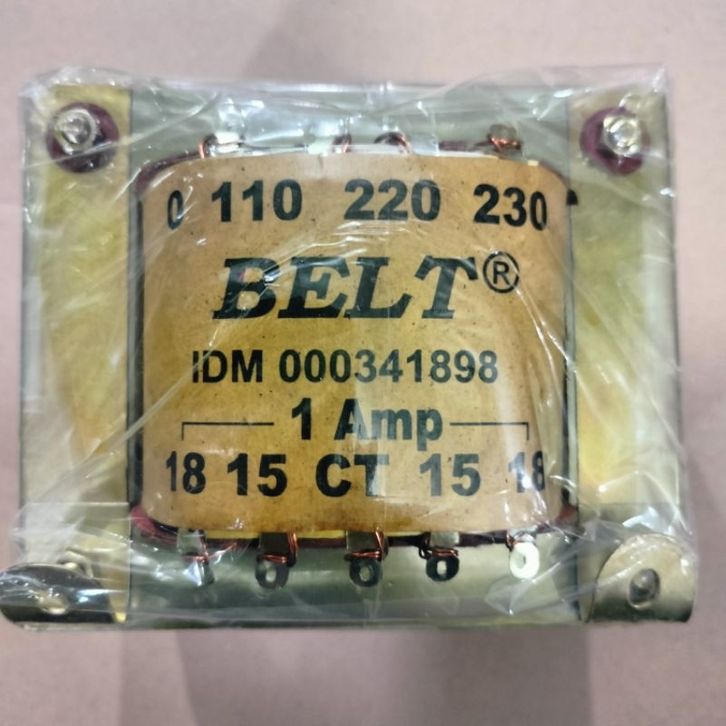 0 110 220 230
BELT®
IDM 000341898
1 Amp
18 15 CT 15 18